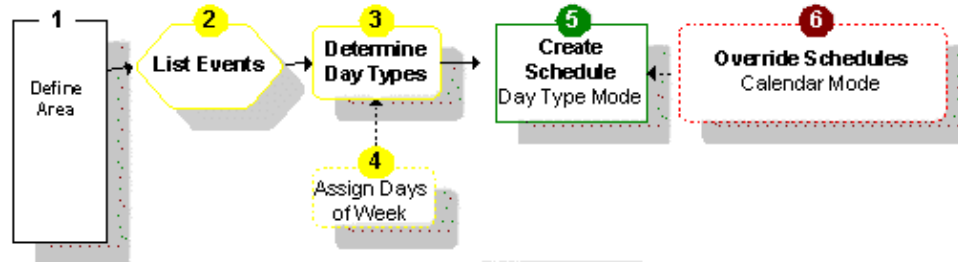 1
Define
Area
2
List Events
3
Determine
Day Types
4
Assign Days
of Week
5
Create
Schedule
Day Type Mode
6
Override Schedules
Calendar Mode